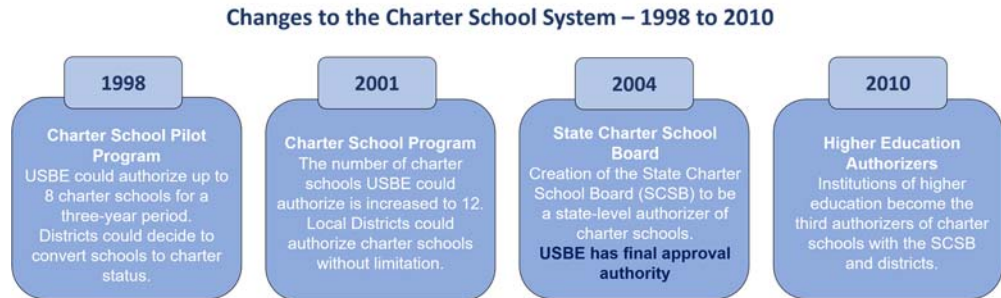 Changes to the Charter School System – 1998 to 2010
1998
Charter School Pilot
Program
USBE could authorize up to
8 charter schools for a
three-year period.
Districts could decide to
convert schools to charter
status.
2001
Charter School Program
The number of charter
schools USBE could
authorize is increased to 12.
Local Districts could
authorize charter schools
without limitation.
2004
State Charter School
Board
Creation of the State Charter
School Board (SCSB) to be
a state-level authorizer of
charter schools.
USBE has final approval
authority
2010
Higher Education
Authorizers
Institutions of higher
education become the
third authorizers of charter
schools with the SCSB
and districts.